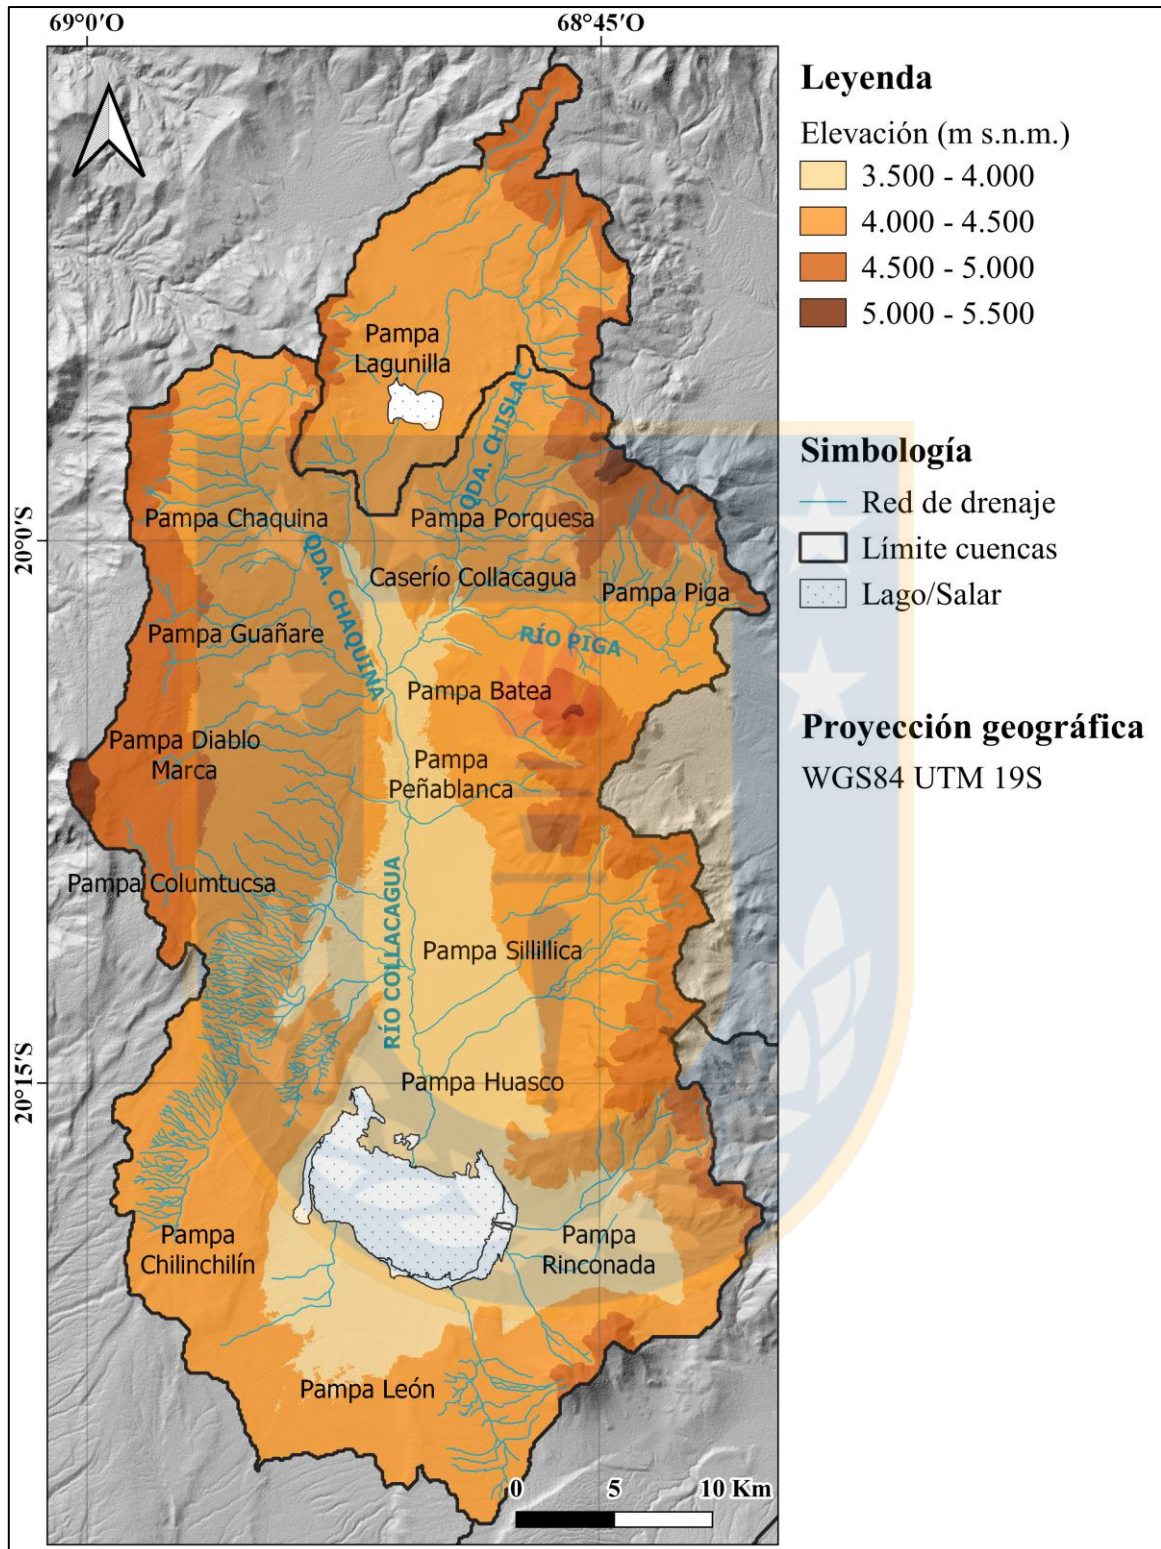 69°0′O
68°45′O
Leyenda
Elevación (m s.n.m.)
3.500 - 4.000
4.000 - 4.500
4.500 - 5.000
5.000 - 5.500
Simbología
Red de drenaje
Límite cuencas
Lago/Salar
Proyección geográfica
WGS84 UTM 19S
20°0′S
20°15′S
Pampa
Lagunilla
QDA. CHISLAC
Pampa Chaquina
Pampa Porquesa
QDA. CHAQUINA
Caserío Collacagua
Pampa Piga
Pampa Guañare
RÍO PIGA
Pampa Batea
Pampa Diablo
Marca
Pampa
Peñablanca
Pampa Columtucsa
RÍO COLLACAGUA
Pampa Sillillica
Pampa Huasco
Pampa
Chilinchilín
Pampa
Rinconada
Pampa León
0 5 10 Km